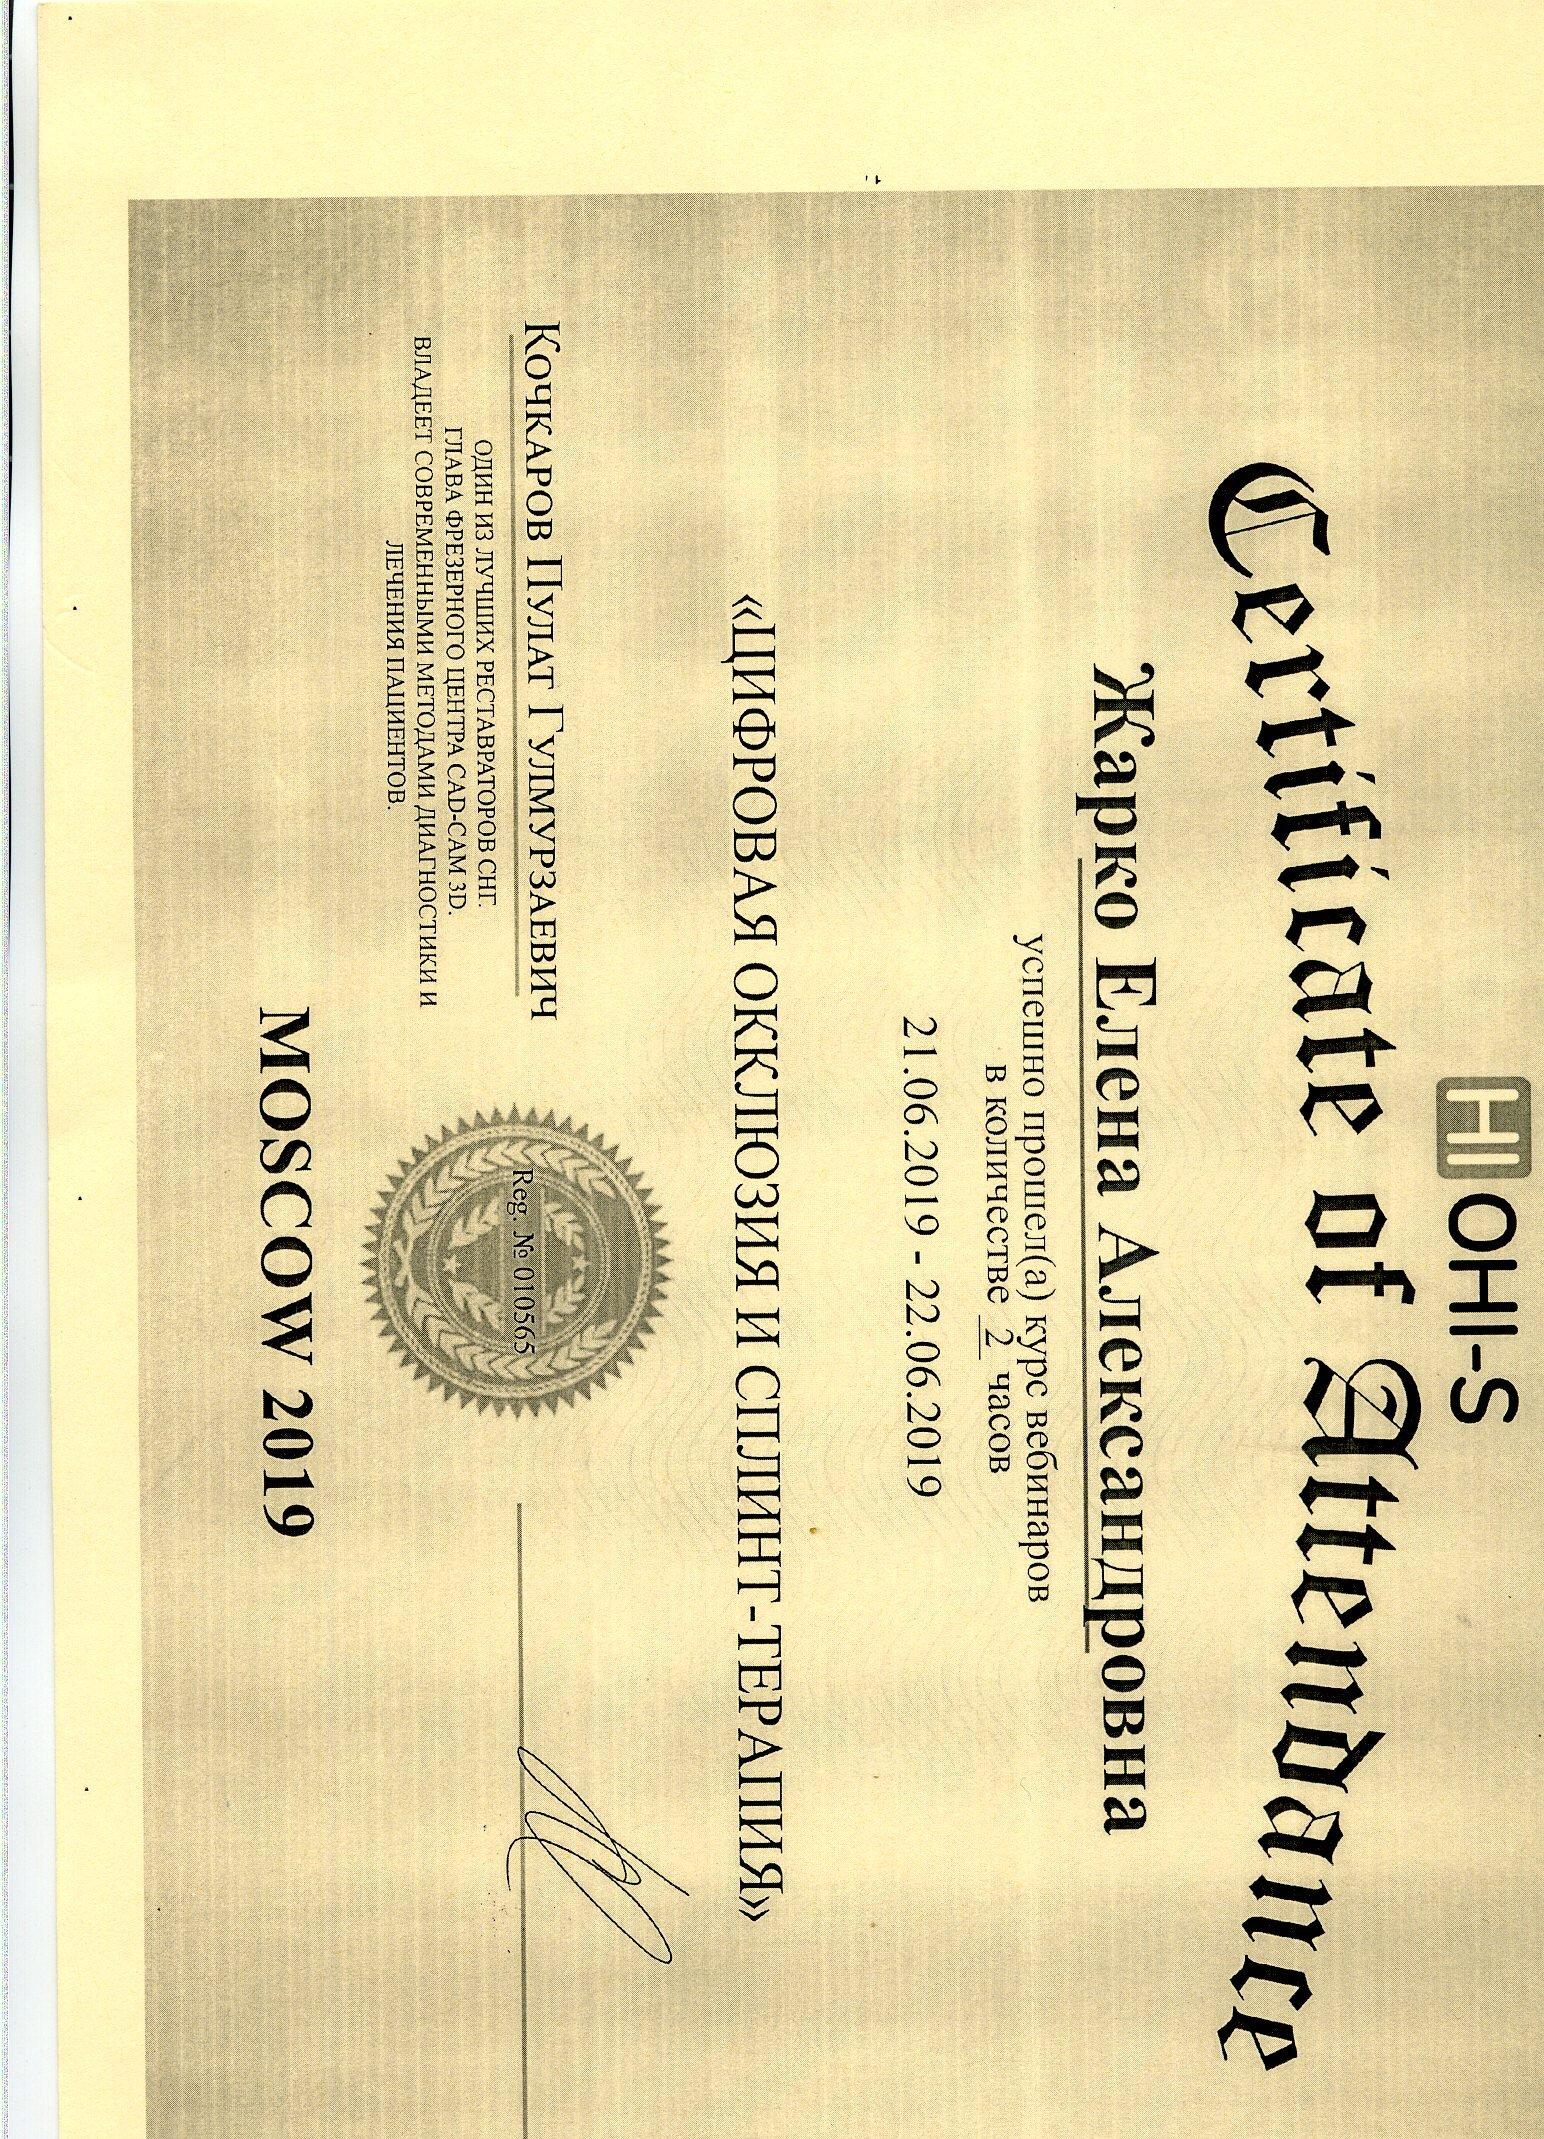 HI OHI-S
Certificate of Attendance
Жарко Елена Александровна
успешно прошел(а) курс вебинаров
в количестве 2 часов
21.06.2019 - 22.06.2019
«ЦИФРОВАЯ ОККЛЮЗИЯ И СПЛИНТ-ТЕРАПИЯ»
КОЧКАРОВ ПУЛАТ ГУЛМУРЗАЕВИЧ
ОДИН ИЗ ЛУЧШИХ РЕСТАВРАТОРОВ СНГ.
ГЛАВА ФРЕЗЕРНОГО ЦЕНТРА CAD-CAM 3D.
ВЛАДЕЕТ СОВРЕМЕННЫМИ МЕТОДАМИ ДИАГНОСТИКИ И
ЛЕЧЕНИЯ ПАЦИЕНТОВ.
Reg. № 010565
MOSCOW 2019